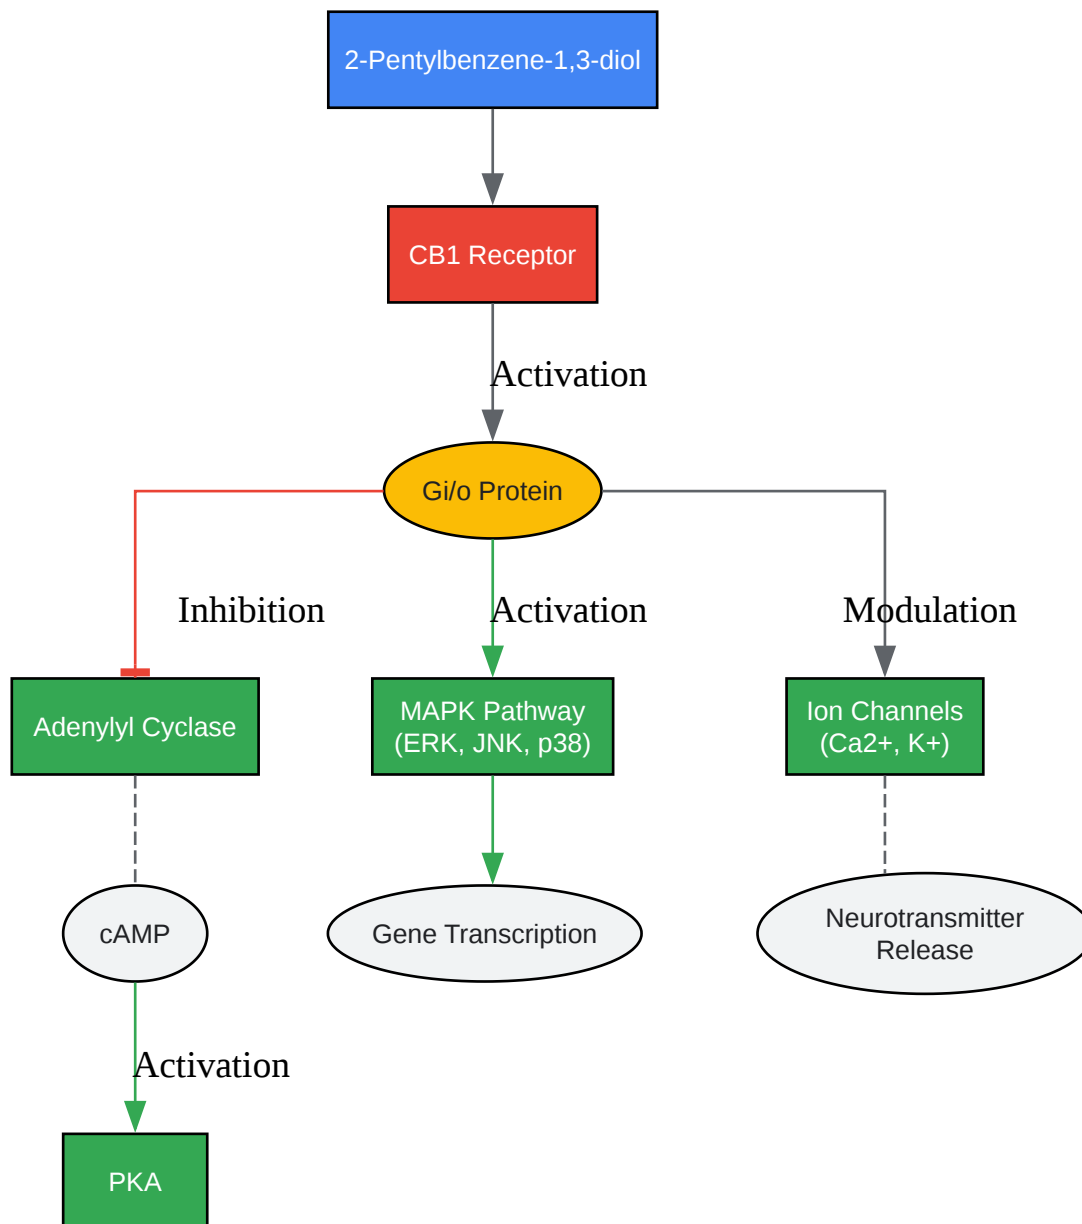 2-Pentylbenzene-1,3-diol
CB1 Receptor
Activation
Gi/o Protein
Inhibition
Activation
Modulation
Adenylyl Cyclase
MAPK Pathway
(ERK, JNK, p38)
Ion Channels
(Ca2+, K+)
cAMP
Gene Transcription
Neurotransmitter
Release
Activation
PKA